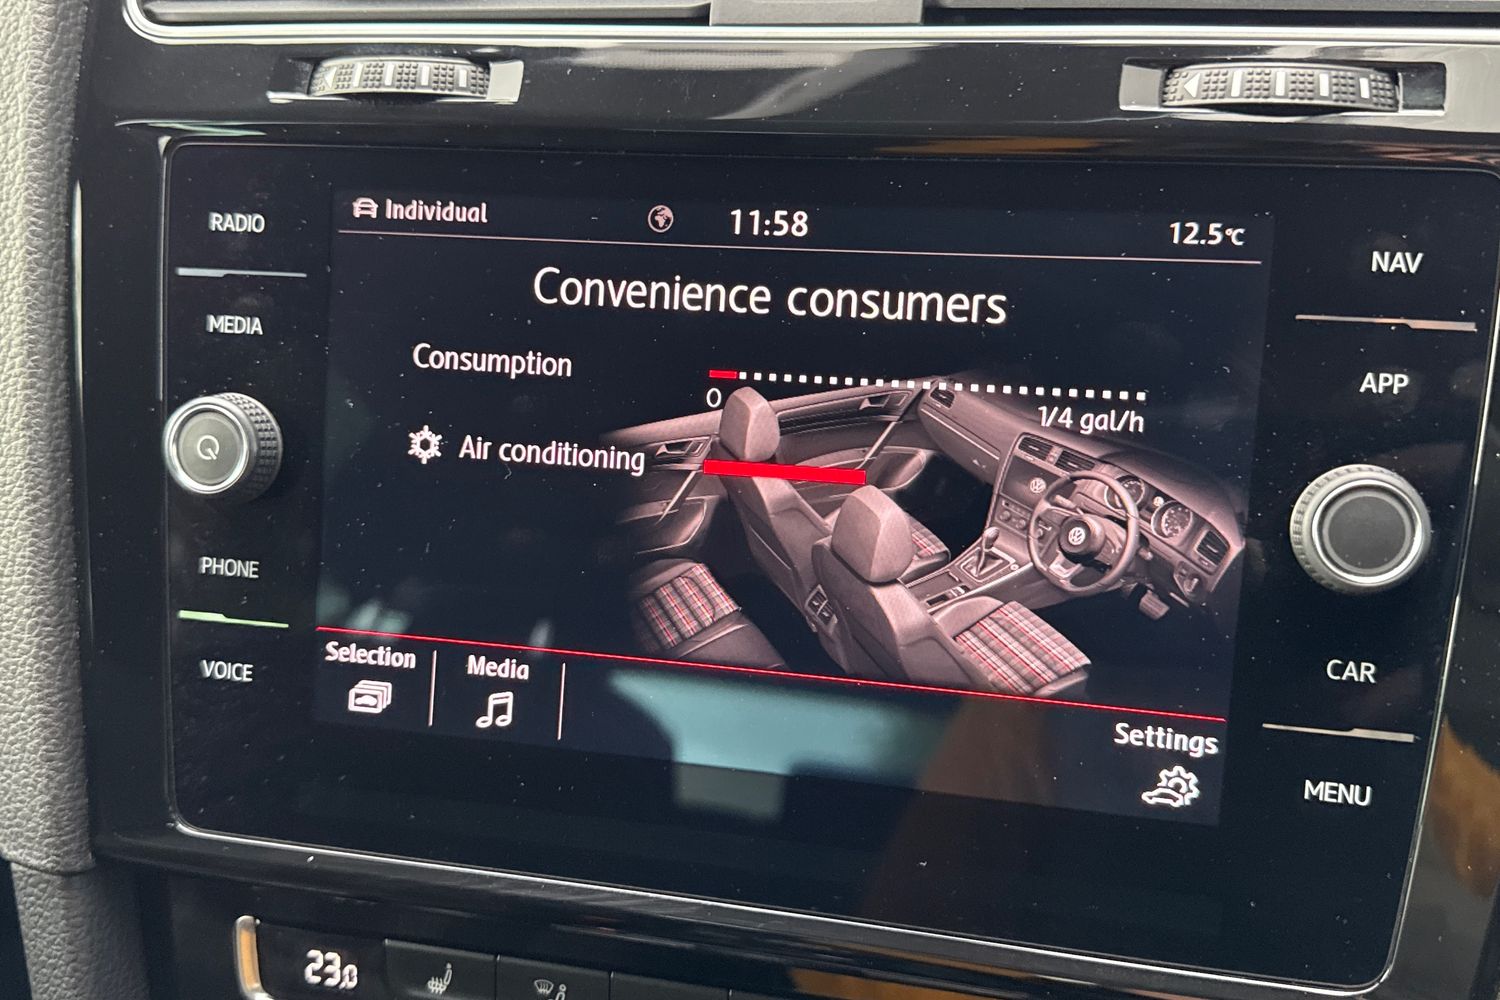 RADIO
MEDIA
PHONE
VOICE
Individual
11:58
12.5°C
Convenience consumers
Consumption
0
1/4 gal/h
Air conditioning
Selection
Media
Settings
NAV
APP
CAR
MENU
23.0